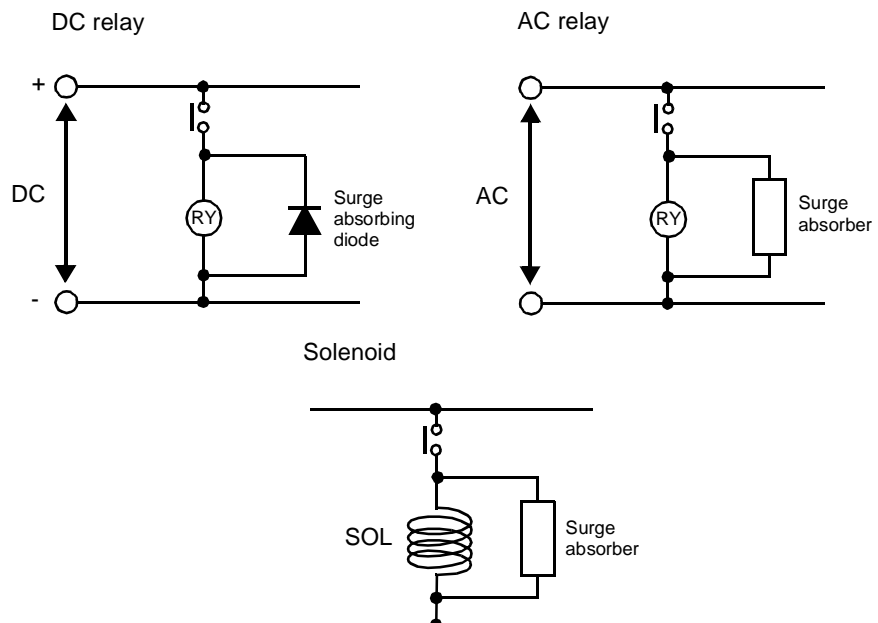 DC relay
AC relay
+
DC
RY
Surge
absorbing
diode
-
AC
RY
Surge
absorber
Solenoid
SOL
Surge
absorber